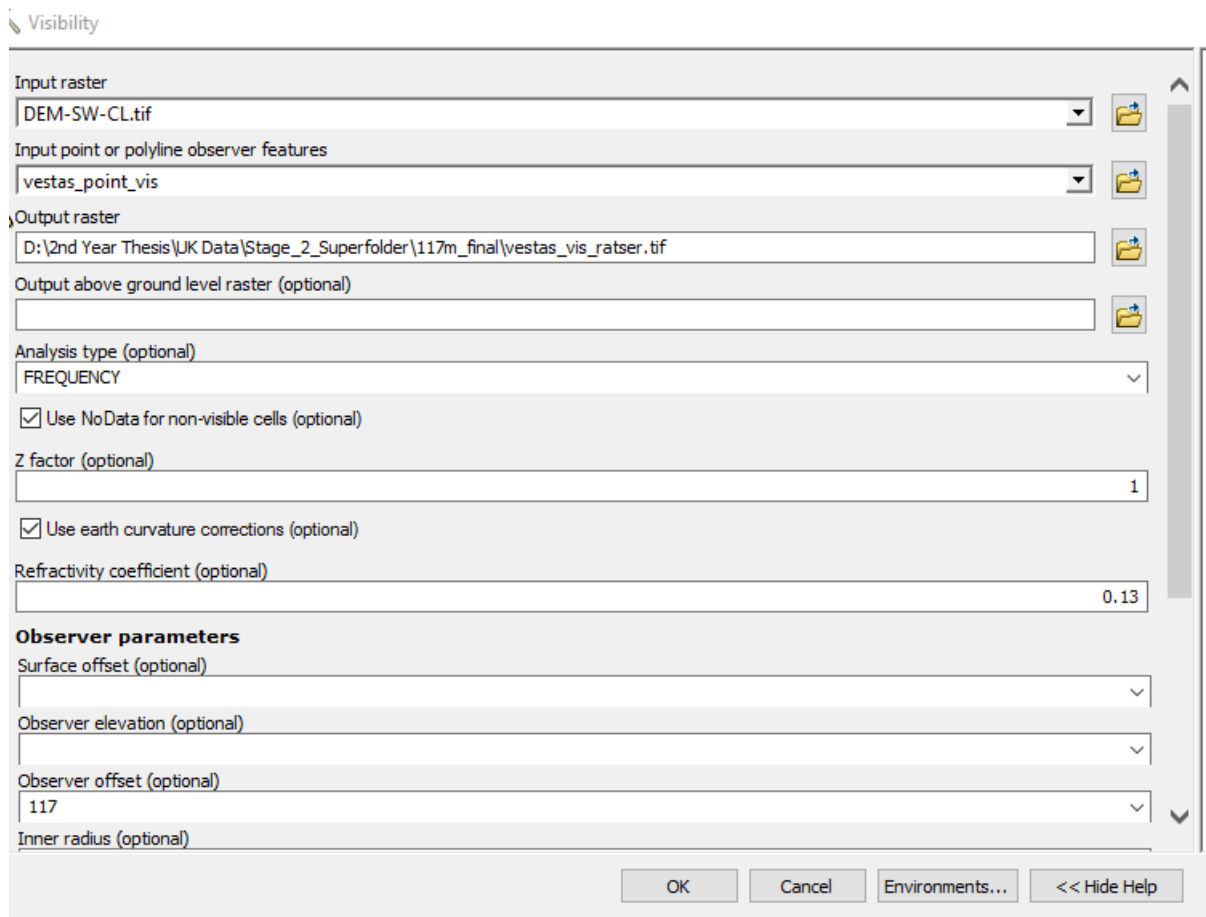 Visibility
Input raster
DEM-SW-CL.tif
Input point or polyline observer features
vestas_point_vis
Output raster
D:\2nd Year Thesis\UK Data\Stage_2_Superfolder\117m_final\vestas_vis_ratser.tif
Output above ground level raster (optional)
Analysis type (optional)
FREQUENCY
Use NoData for non-visible cells (optional)
Z factor (optional)
1
Use earth curvature corrections (optional)
Refractivity coefficient (optional)
0.13
Observer parameters
Surface offset (optional)
Observer elevation (optional)
Observer offset (optional)
117
Inner radius (optional)
OK Cancel Environments... << Hide Help